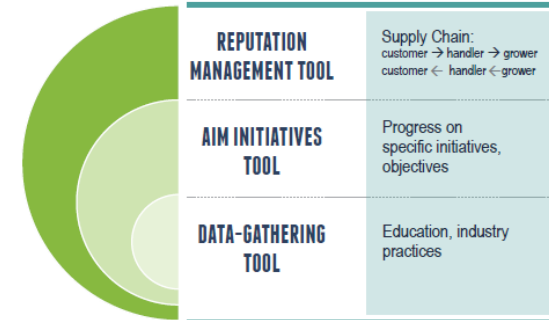 REPUTATION
MANAGEMENT TOOL
Supply Chain:
customer → handler → grower
customer ← handler ←grower
AIM INITIATIVES
TOOL
Progress on
specific initiatives,
objectives
DATA-GATHERING
TOOL
Education, industry
practices